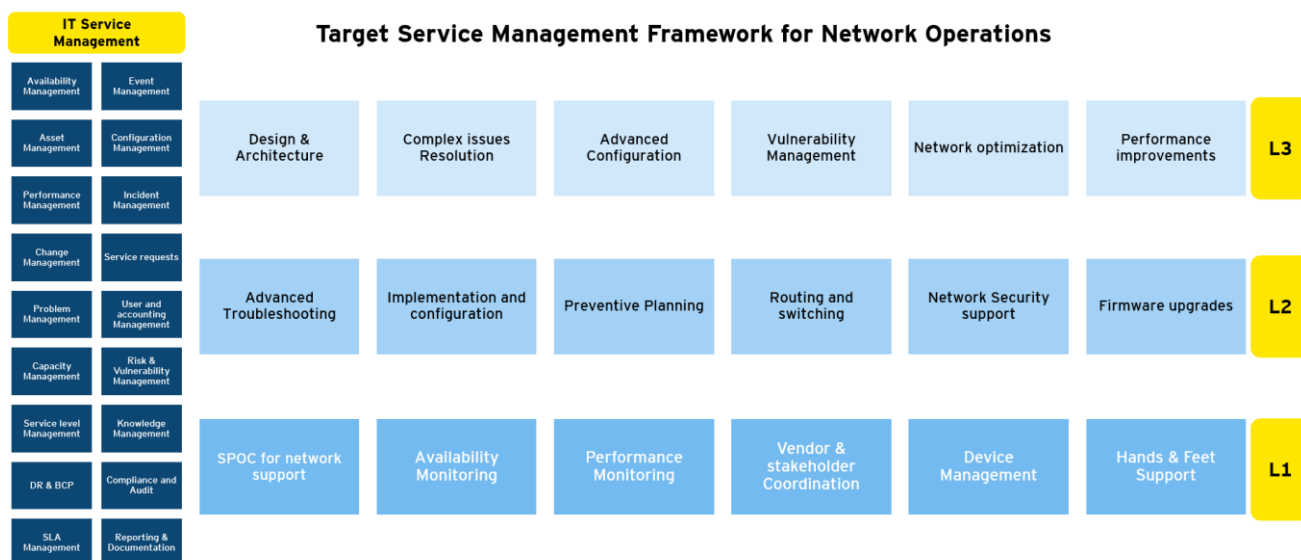 IT Service
Management
Target Service Management Framework for Network Operations
Availability
Management
Event
Management
Asset
Management
Configuration
Management
Performance
Management
Incident
Management
Change
Management
Service requests
Problem
Management
User and
accounting
Management
Capacity
Management
Risk &
Vulnerability
Management
Service level
Management
Knowledge
Management
DR & BCP
Compliance and
Audit
SLA
Management
Reporting &
Documentation
Design &
Architecture
Complex issues
Resolution
Advanced
Configuration
Vulnerability
Management
Network optimization
Performance
improvements
L3
Advanced
Troubleshooting
Implementation and
configuration
Preventive Planning
Routing and
switching
Network Security
support
Firmware upgrades
L2
SPOC for network
support
Availability
Monitoring
Performance
Monitoring
Vendor &
stakeholder
Coordination
Device
Management
Hands & Feet
Support
L1